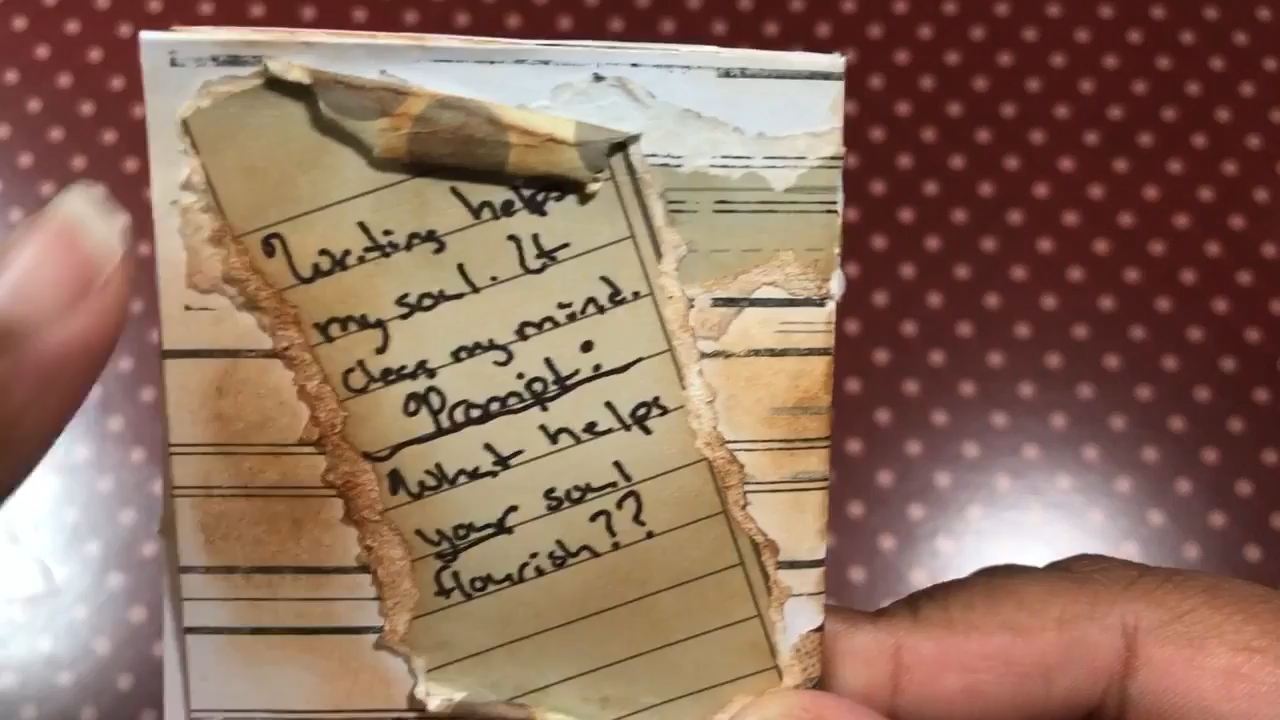 Writing helps
my soul. It
clears my mind.
Prompt:
What helps
your soul
flourish??